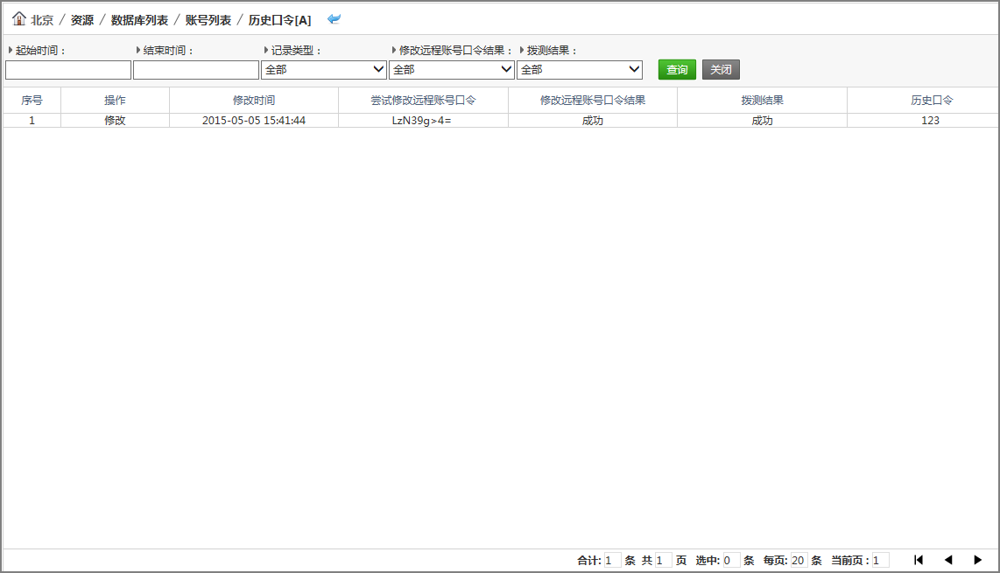 北京 / 资源 / 数据库列表 / 账号列表 / 历史口令[A]
起始时间： 结束时间： 记录类型： 修改远程账号口令结果： 拨测结果：
全部 全部 全部 查询 关闭
序号 操作 修改时间 尝试修改远程账号口令 修改远程账号口令结果 拨测结果 历史口令
1 修改 2015-05-05 15:41:44 LzN39g>4= 成功 成功 123
合计: 1 条 共 1 页 选中: 0 条 每页: 20 条 当前页：1